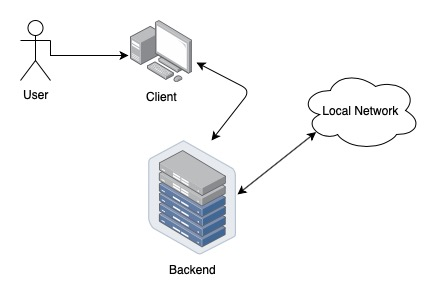 User
Client
Local Network
Backend